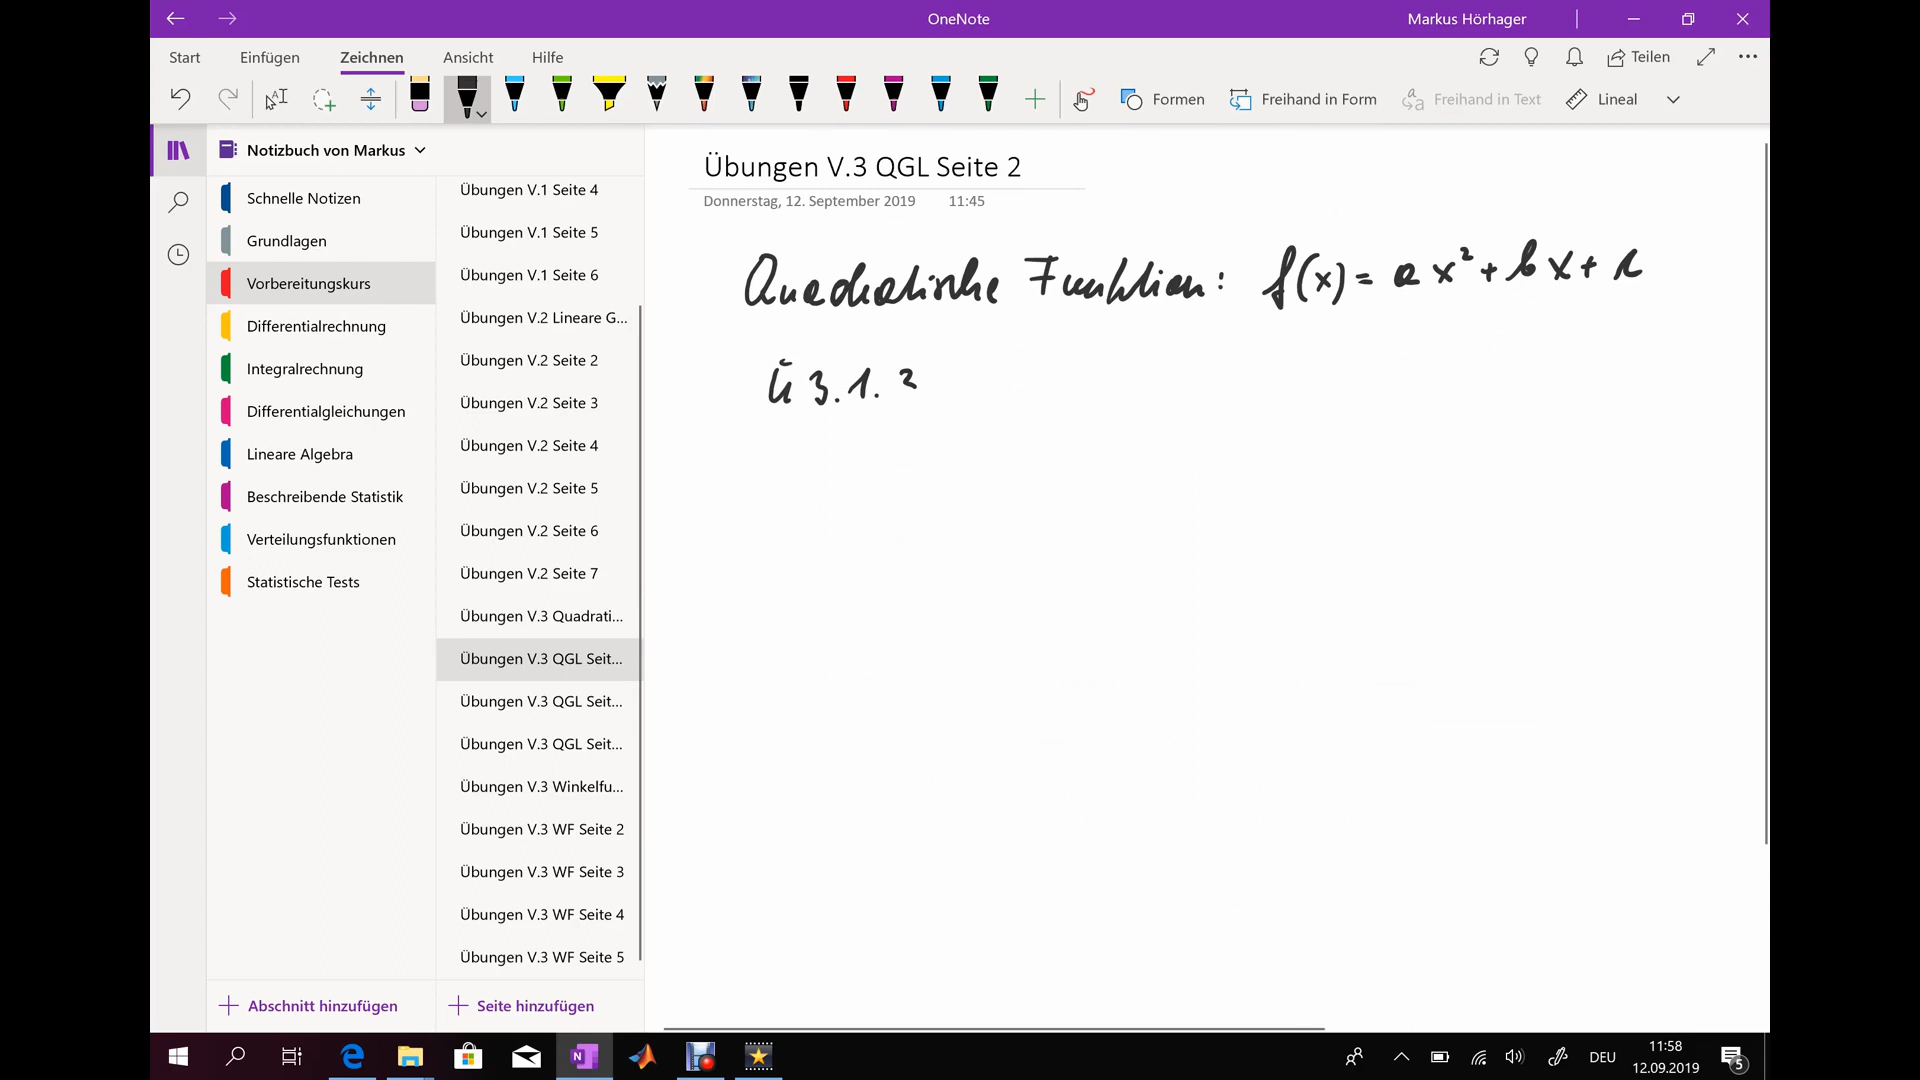 OneNote
Markus Hörhager
Start Einfügen Zeichnen Ansicht Hilfe
Teilen
Formen Freihand in Form Freihand in Text Lineal
Notizbuch von Markus
Schnelle Notizen
Grundlagen
Vorbereitungskurs
Differentialrechnung
Integralrechnung
Differentialgleichungen
Lineare Algebra
Beschreibende Statistik
Verteilungsfunktionen
Statistische Tests
Abschnitt hinzufügen
Übungen V.1 Seite 4
Übungen V.1 Seite 5
Übungen V.1 Seite 6
Übungen V.2 Lineare G...
Übungen V.2 Seite 2
Übungen V.2 Seite 3
Übungen V.2 Seite 4
Übungen V.2 Seite 5
Übungen V.2 Seite 6
Übungen V.2 Seite 7
Übungen V.3 Quadrati...
Übungen V.3 QGL Seit...
Übungen V.3 QGL Seit...
Übungen V.3 QGL Seit...
Übungen V.3 Winkelfu...
Übungen V.3 WF Seite 2
Übungen V.3 WF Seite 3
Übungen V.3 WF Seite 4
Übungen V.3 WF Seite 5
Seite hinzufügen
Übungen V.3 QGL Seite 2
Donnerstag, 12. September 2019 11:45
Quadratische Funktion: f(x) = ax² + bx + c
Ü 3.1.2
DEU
11:58
12.09.2019
5